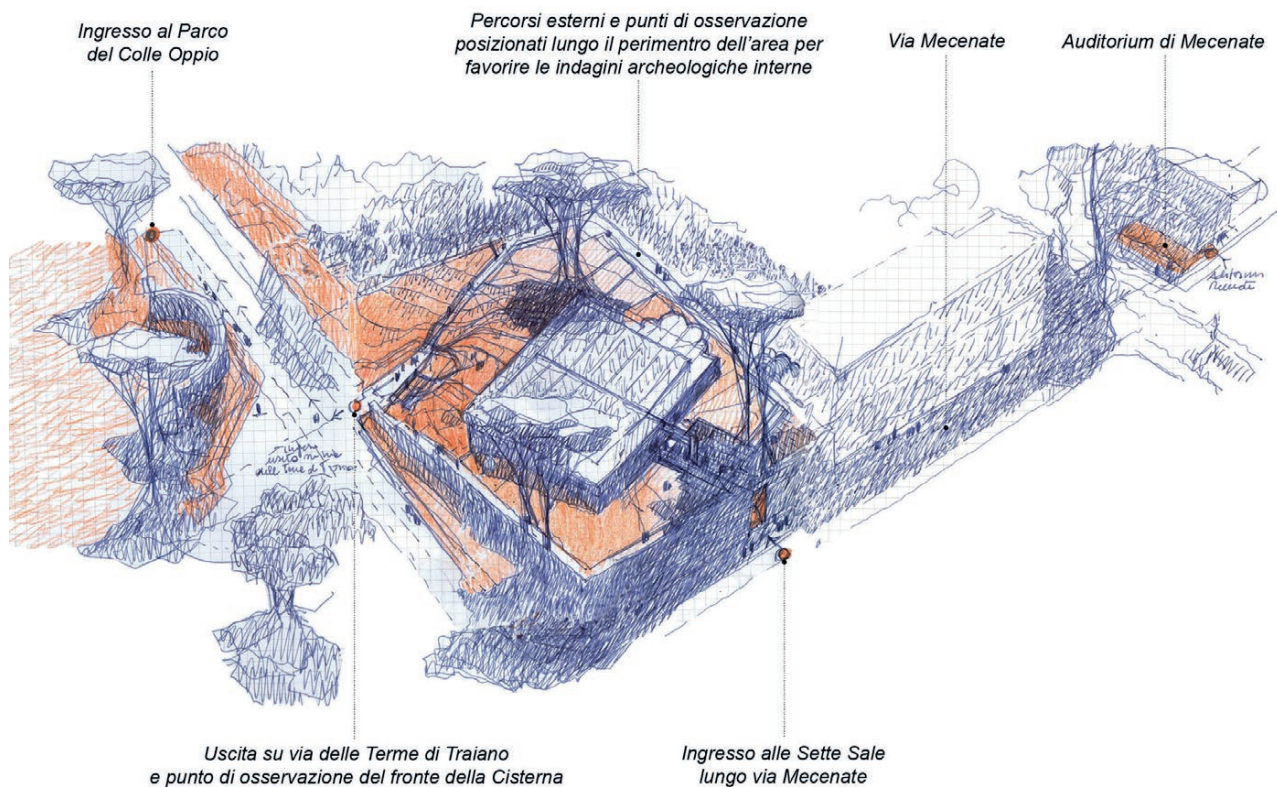 Ingresso al Parco
del Colle Oppio
Percorsi esterni e punti di osservazione
posizionati lungo il perimentro dell'area per
favorire le indagini archeologiche interne
Via Mecenate
Auditorium di Mecenate
Uscita su via delle Terme di Traiano
e punto di osservazione del fronte della Cisterna
Ingresso alle Sette Sale
lungo via Mecenate